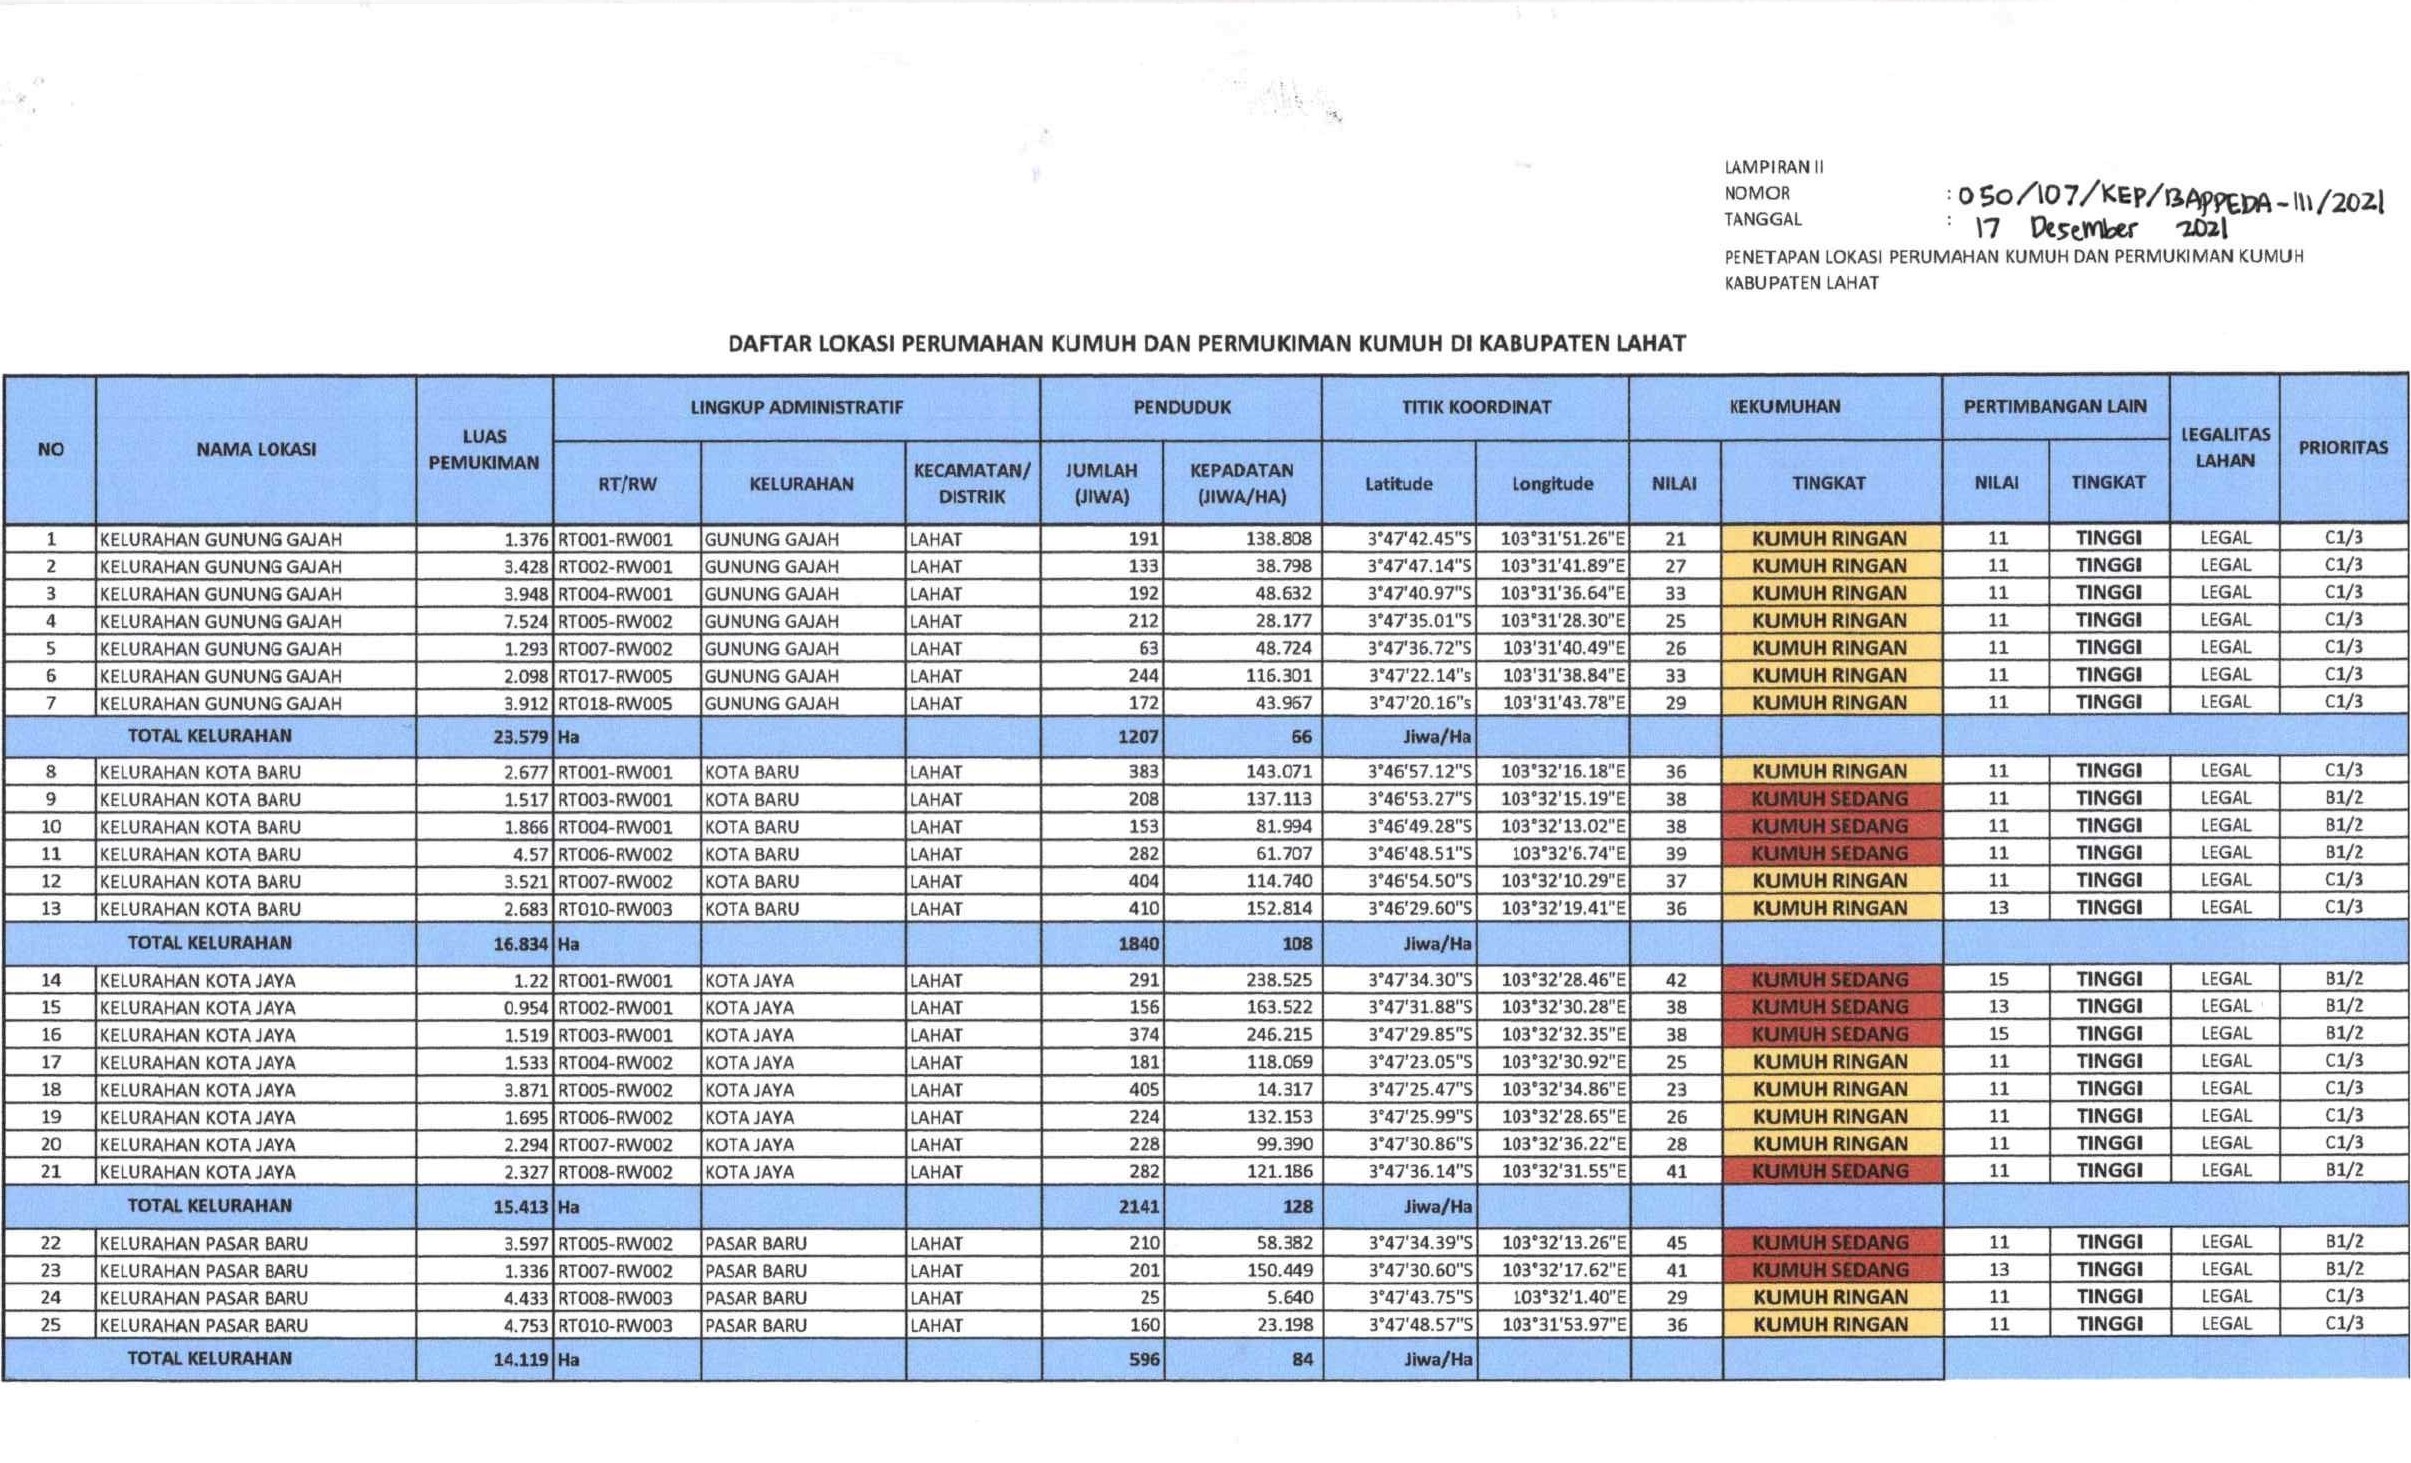 LAMPIRAN II
NOMOR : 050/107/KEP/BAPPEDA-III/2021
TANGGAL : 17 Desember 2021
PENETAPAN LOKASI PERUMAHAN KUMUH DAN PERMUKIMAN KUMUH
KABUPATEN LAHAT
DAFTAR LOKASI PERUMAHAN KUMUH DAN PERMUKIMAN KUMUH DI KABUPATEN LAHAT
NO NAMA LOKASI LUAS PEMUKIMAN LINGKUP ADMINISTRATIF PENDUDUK TITIK KOORDINAT KEKUMUHAN PERTIMBANGAN LAIN LEGALITAS LAHAN PRIORITAS
RT/RW KELURAHAN KECAMATAN/ DISTRIK JUMLAH (JIWA) KEPADATAN (JIWA/HA) Latitude Longitude NILAI TINGKAT NILAI TINGKAT
1 KELURAHAN GUNUNG GAJAH 1.376 RT001-RW001 GUNUNG GAJAH LAHAT 191 138.808 3°47'42.45"S 103°31'51.26"E 21 KUMUH RINGAN 11 TINGGI LEGAL C1/3
2 KELURAHAN GUNUNG GAJAH 3.428 RT002-RW001 GUNUNG GAJAH LAHAT 133 38.798 3°47'47.14"S 103°31'41.89"E 27 KUMUH RINGAN 11 TINGGI LEGAL C1/3
3 KELURAHAN GUNUNG GAJAH 3.948 RT004-RW001 GUNUNG GAJAH LAHAT 192 48.632 3°47'40.97"S 103°31'36.64"E 33 KUMUH RINGAN 11 TINGGI LEGAL C1/3
4 KELURAHAN GUNUNG GAJAH 7.524 RT005-RW002 GUNUNG GAJAH LAHAT 212 28.177 3°47'35.01"S 103°31'28.30"E 25 KUMUH RINGAN 11 TINGGI LEGAL C1/3
5 KELURAHAN GUNUNG GAJAH 1.293 RT007-RW002 GUNUNG GAJAH LAHAT 63 48.724 3°47'36.72"S 103'31'40.49"E 26 KUMUH RINGAN 11 TINGGI LEGAL C1/3
6 KELURAHAN GUNUNG GAJAH 2.098 RT017-RW005 GUNUNG GAJAH LAHAT 244 116.301 3°47'22.14"s 103'31'38.84"E 33 KUMUH RINGAN 11 TINGGI LEGAL C1/3
7 KELURAHAN GUNUNG GAJAH 3.912 RT018-RW005 GUNUNG GAJAH LAHAT 172 43.967 3°47'20.16"s 103'31'43.78"E 29 KUMUH RINGAN 11 TINGGI LEGAL C1/3
TOTAL KELURAHAN 23.579 Ha 1207 66 Jiwa/Ha
8 KELURAHAN KOTA BARU 2.677 RT001-RW001 KOTA BARU LAHAT 383 143.071 3°46'57.12"S 103°32'16.18"E 36 KUMUH RINGAN 11 TINGGI LEGAL C1/3
9 KELURAHAN KOTA BARU 1.517 RT003-RW001 KOTA BARU LAHAT 208 137.113 3°46'53.27"S 103°32'15.19"E 38 KUMUH SEDANG 11 TINGGI LEGAL B1/2
10 KELURAHAN KOTA BARU 1.866 RT004-RW001 KOTA BARU LAHAT 153 81.994 3°46'49.28"S 103°32'13.02"E 38 KUMUH SEDANG 11 TINGGI LEGAL B1/2
11 KELURAHAN KOTA BARU 4.57 RT006-RW002 KOTA BARU LAHAT 282 61.707 3°46'48.51"S 103°32'6.74"E 39 KUMUH SEDANG 11 TINGGI LEGAL B1/2
12 KELURAHAN KOTA BARU 3.521 RT007-RW002 KOTA BARU LAHAT 404 114.740 3°46'54.50"S 103°32'10.29"E 37 KUMUH RINGAN 11 TINGGI LEGAL C1/3
13 KELURAHAN KOTA BARU 2.683 RT010-RW003 KOTA BARU LAHAT 410 152.814 3°46'29.60"S 103°32'19.41"E 36 KUMUH RINGAN 13 TINGGI LEGAL C1/3
TOTAL KELURAHAN 16.834 Ha 1840 108 Jiwa/Ha
14 KELURAHAN KOTA JAYA 1.22 RT001-RW001 KOTA JAYA LAHAT 291 238.525 3°47'34.30"S 103°32'28.46"E 42 KUMUH SEDANG 15 TINGGI LEGAL B1/2
15 KELURAHAN KOTA JAYA 0.954 RT002-RW001 KOTA JAYA LAHAT 156 163.522 3°47'31.88"S 103°32'30.28"E 38 KUMUH SEDANG 13 TINGGI LEGAL B1/2
16 KELURAHAN KOTA JAYA 1.519 RT003-RW001 KOTA JAYA LAHAT 374 246.215 3°47'29.85"S 103°32'32.35"E 38 KUMUH SEDANG 15 TINGGI LEGAL B1/2
17 KELURAHAN KOTA JAYA 1.533 RT004-RW002 KOTA JAYA LAHAT 181 118.069 3°47'23.05"S 103°32'30.92"E 25 KUMUH RINGAN 11 TINGGI LEGAL C1/3
18 KELURAHAN KOTA JAYA 3.871 RT005-RW002 KOTA JAYA LAHAT 405 14.317 3°47'25.47"S 103°32'34.86"E 23 KUMUH RINGAN 11 TINGGI LEGAL C1/3
19 KELURAHAN KOTA JAYA 1.695 RT006-RW002 KOTA JAYA LAHAT 224 132.153 3°47'25.99"S 103°32'28.65"E 26 KUMUH RINGAN 11 TINGGI LEGAL C1/3
20 KELURAHAN KOTA JAYA 2.294 RT007-RW002 KOTA JAYA LAHAT 228 99.390 3°47'30.86"S 103°32'36.22"E 28 KUMUH RINGAN 11 TINGGI LEGAL C1/3
21 KELURAHAN KOTA JAYA 2.327 RT008-RW002 KOTA JAYA LAHAT 282 121.186 3°47'36.14"S 103°32'31.55"E 41 KUMUH SEDANG 11 TINGGI LEGAL B1/2
TOTAL KELURAHAN 15.413 Ha 2141 128 Jiwa/Ha
22 KELURAHAN PASAR BARU 3.597 RT005-RW002 PASAR BARU LAHAT 210 58.382 3°47'34.39"S 103°32'13.26"E 45 KUMUH SEDANG 11 TINGGI LEGAL B1/2
23 KELURAHAN PASAR BARU 1.336 RT007-RW002 PASAR BARU LAHAT 201 150.449 3°47'30.60"S 103°32'17.62"E 41 KUMUH SEDANG 13 TINGGI LEGAL B1/2
24 KELURAHAN PASAR BARU 4.433 RT008-RW003 PASAR BARU LAHAT 25 5.640 3°47'43.75"S 103°32'1.40"E 29 KUMUH RINGAN 11 TINGGI LEGAL C1/3
25 KELURAHAN PASAR BARU 4.753 RT010-RW003 PASAR BARU LAHAT 160 23.198 3°47'48.57"S 103°31'53.97"E 36 KUMUH RINGAN 11 TINGGI LEGAL C1/3
TOTAL KELURAHAN 14.119 Ha 596 84 Jiwa/Ha